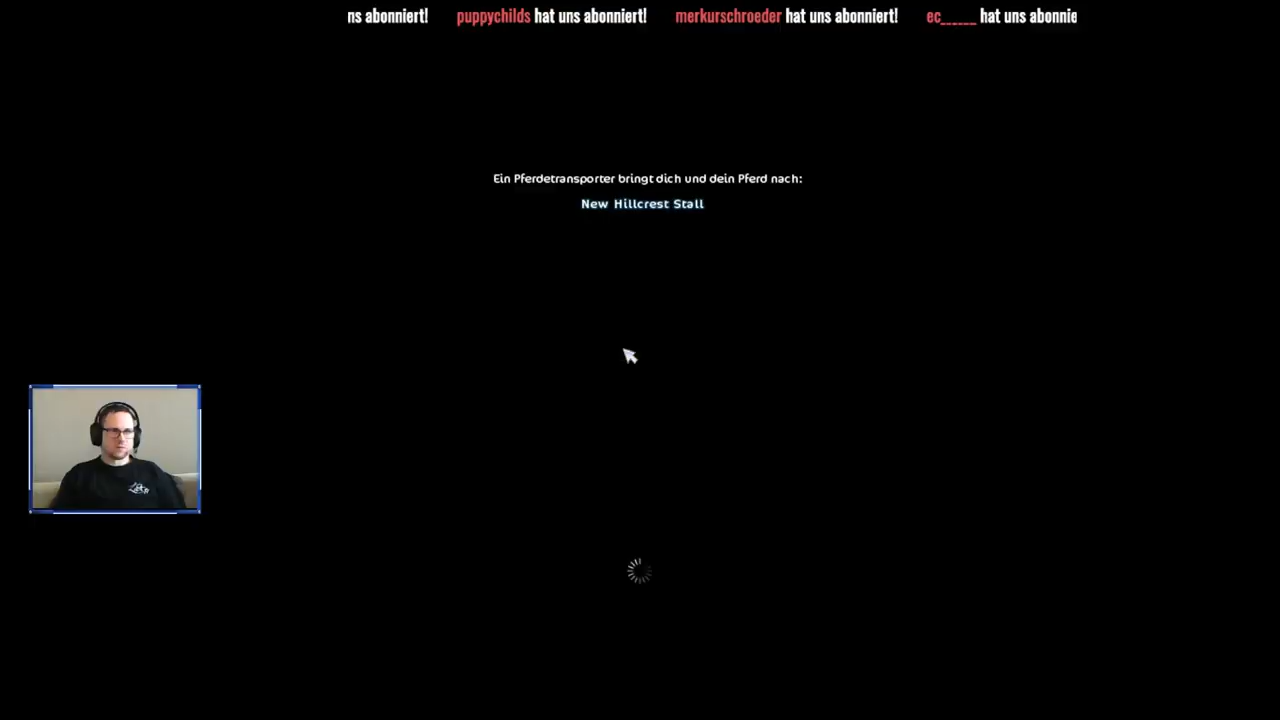 ns abonniert! puppychilds hat uns abonniert! merkurschroeder hat uns abonniert! ec______ hat uns abonnie
Ein Pferdetransporter bringt dich und dein Pferd nach:
New Hillcrest Stall